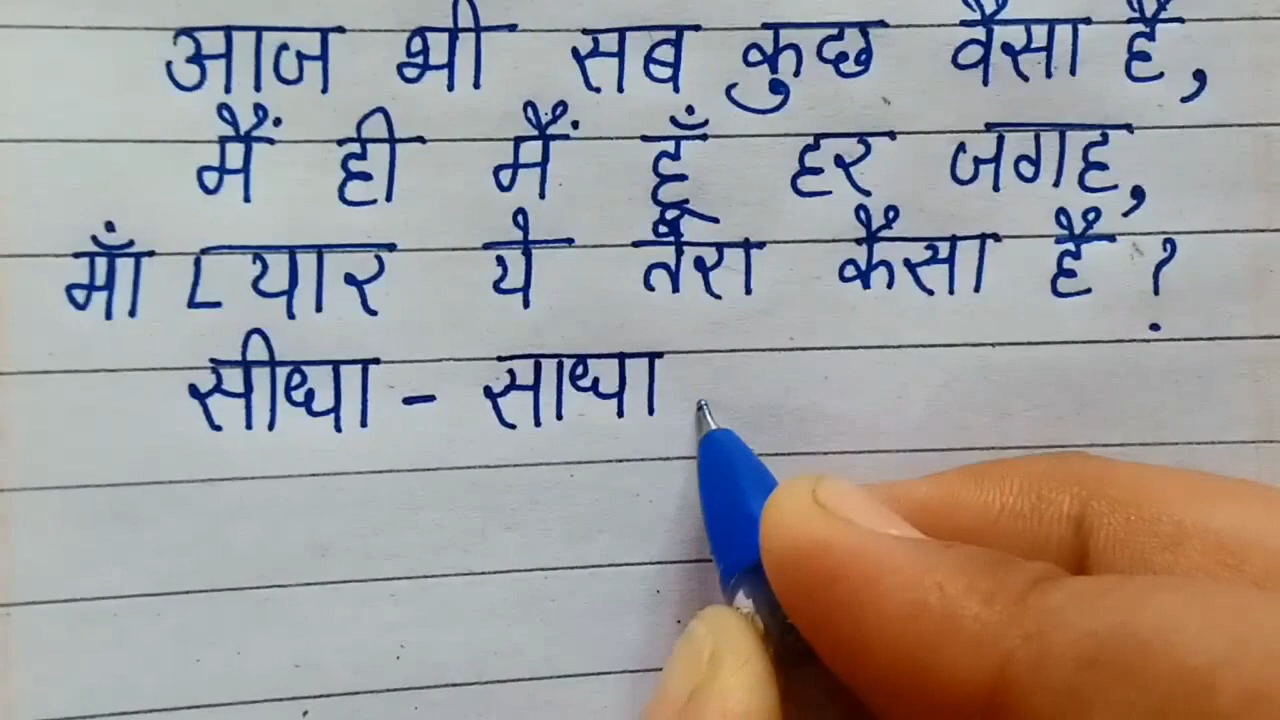 आज भी सब कुछ वैसा है,
मैं ही मैं हूँ हर जगह,
माँ प्यार ये तेरा कैसा है?
सीधा - साधा